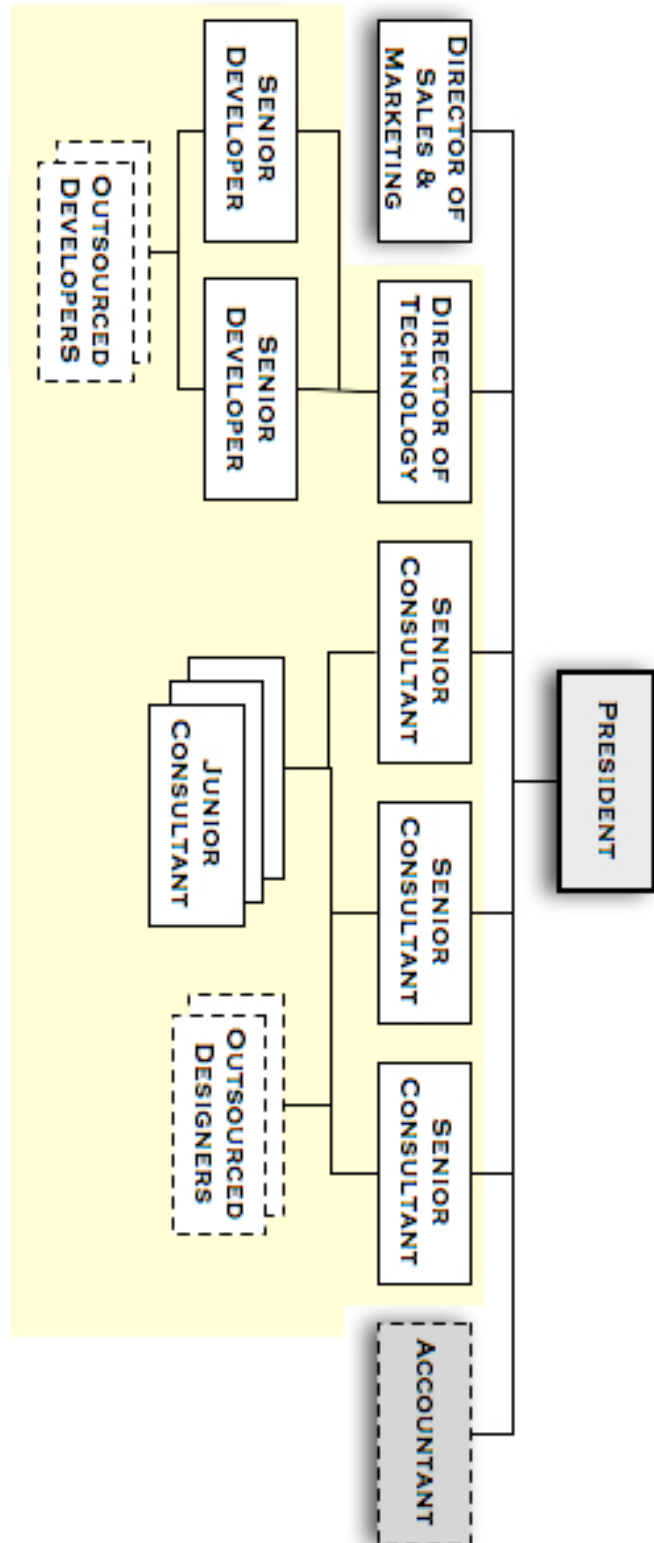 PRESIDENT
DIRECTOR OF
SALES &
MARKETING
DIRECTOR OF
TECHNOLOGY
SENIOR
CONSULTANT
SENIOR
CONSULTANT
SENIOR
CONSULTANT
ACCOUNTANT
SENIOR
DEVELOPER
SENIOR
DEVELOPER
JUNIOR
CONSULTANT
OUTSOURCED
DESIGNERS
OUTSOURCED
DEVELOPERS